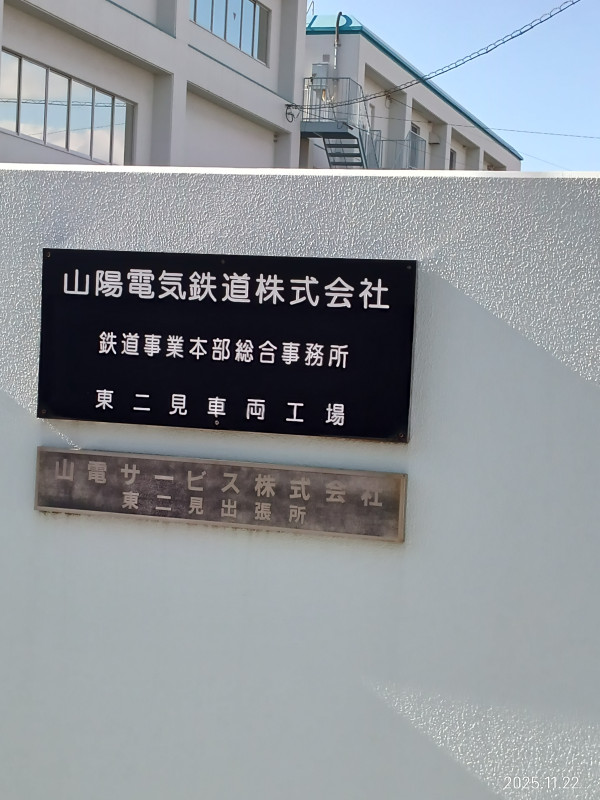 山陽電気鉄道株式会社
鉄道事業本部総合事務所
東二見車両工場
山電サービス株式会社
東二見出張所
2025.11.22